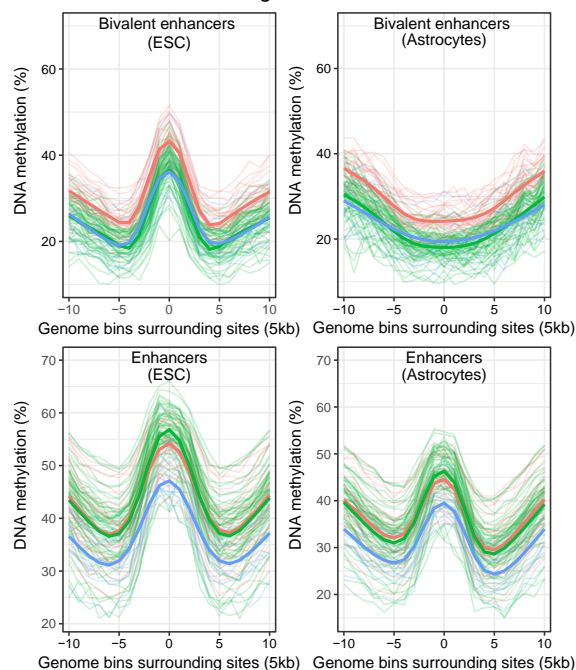 Bivalent enhancers
(ESC)
DNA methylation (%)
60
40
20
−10 −5 0 5 10
Genome bins surrounding sites (5kb)
Bivalent enhancers
(Astrocytes)
DNA methylation (%)
60
40
20
−10 −5 0 5 10
Genome bins surrounding sites (5kb)
Enhancers
(ESC)
DNA methylation (%)
70
60
50
40
30
20
−10 −5 0 5 10
Genome bins surrounding sites (5kb)
Enhancers
(Astrocytes)
DNA methylation (%)
70
60
50
40
30
20
−10 −5 0 5 10
Genome bins surrounding sites (5kb)